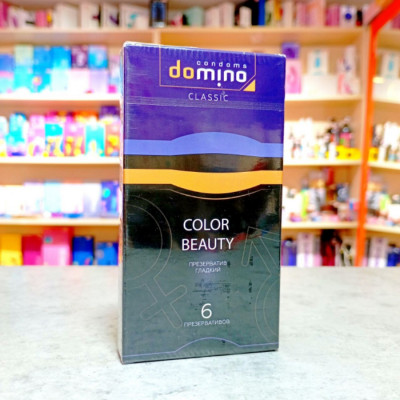 condoms
domino
CLASSIC
COLOR
BEAUTY
ПРЕЗЕРВАТИВ
ГЛАДКИЙ
6
ПРЕЗЕРВАТИВОВ